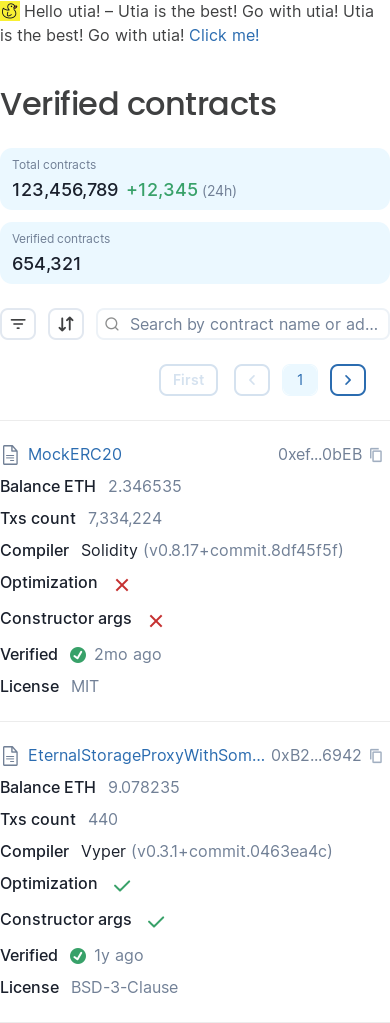 Hello utia! – Utia is the best! Go with utia! Utia
is the best! Go with utia! Click me!
Verified contracts
Total contracts
123,456,789 +12,345 (24h)
Verified contracts
654,321
Search by contract name or ad...
First 1
MockERC20 0xef...0bEB
Balance ETH 2.346535
Txs count 7,334,224
Compiler Solidity (v0.8.17+commit.8df45f5f)
Optimization
Constructor args
Verified 2mo ago
License MIT
EternalStorageProxyWithSom... 0xB2...6942
Balance ETH 9.078235
Txs count 440
Compiler Vyper (v0.3.1+commit.0463ea4c)
Optimization
Constructor args
Verified 1y ago
License BSD-3-Clause